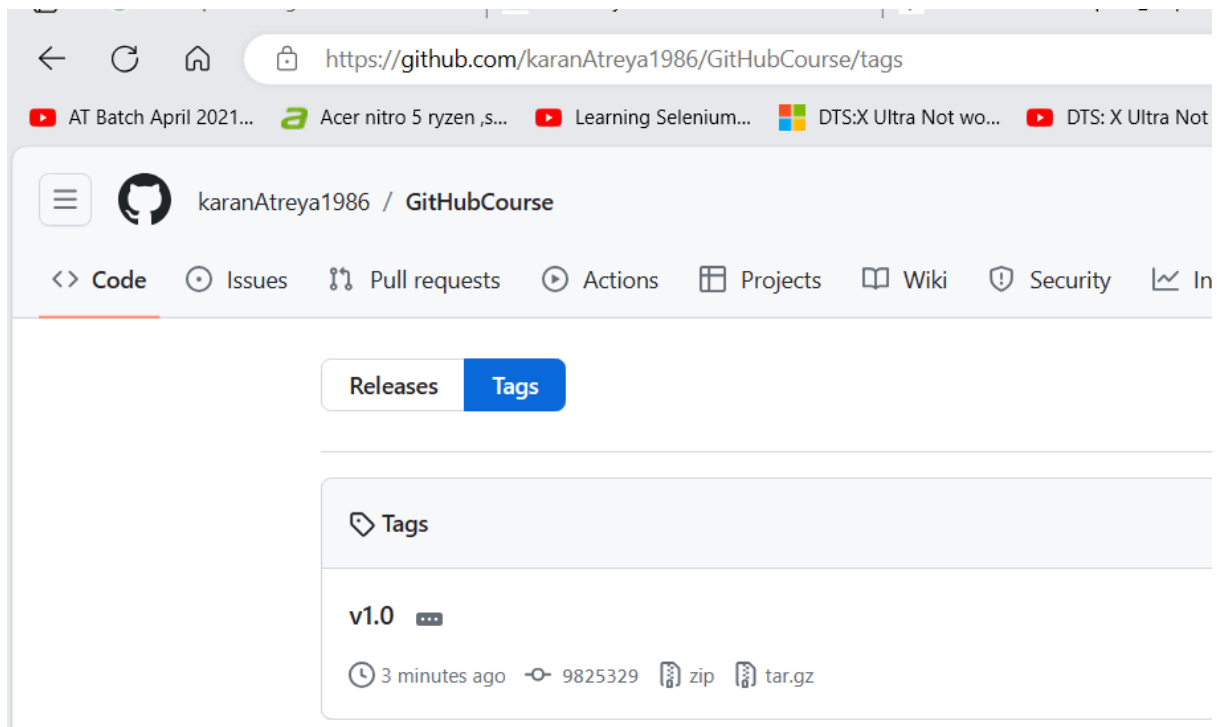 https://github.com/karanAtreya1986/GitHubCourse/tags
AT Batch April 2021... Acer nitro 5 ryzen ,s... Learning Selenium... DTS:X Ultra Not wo... DTS: X Ultra Not
karanAtreya1986 / GitHubCourse
<> Code Issues Pull requests Actions Projects Wiki Security In
Releases Tags
Tags
v1.0 ...
3 minutes ago 9825329 zip tar.gz